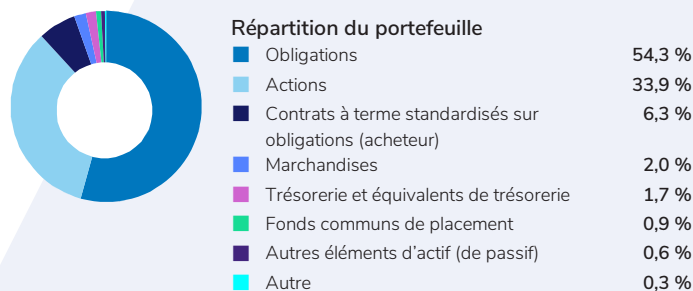 Répartition du portefeuille
Obligations 54,3 %
Actions 33,9 %
Contrats à terme standardisés sur 6,3 %
obligations (acheteur)
Marchandises 2,0 %
Trésorerie et équivalents de trésorerie 1,7 %
Fonds communs de placement 0,9 %
Autres éléments d’actif (de passif) 0,6 %
Autre 0,3 %